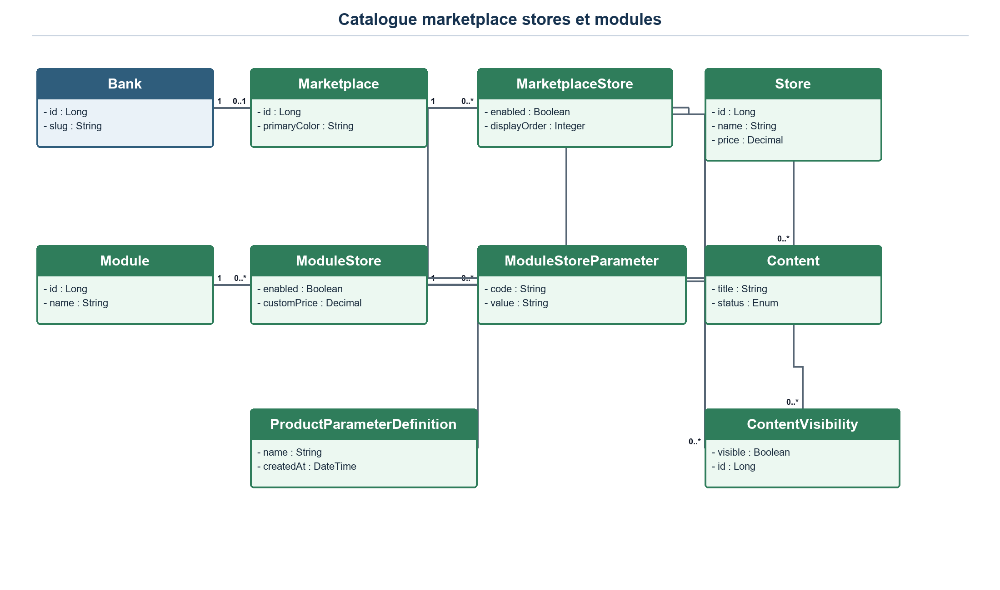 Catalogue marketplace stores et modules
Bank
- id : Long
- slug : String
1
0..1
Marketplace
- id : Long
- primaryColor : String
1
0..*
MarketplaceStore
- enabled : Boolean
- displayOrder : Integer
Store
- id : Long
- name : String
- price : Decimal
0..*
Module
- id : Long
- name : String
1
0..*
ModuleStore
- enabled : Boolean
- customPrice : Decimal
1
0..*
ModuleStoreParameter
- code : String
- value : String
Content
- title : String
- status : Enum
0..*
ProductParameterDefinition
- name : String
- createdAt : DateTime
0..*
ContentVisibility
- visible : Boolean
- id : Long